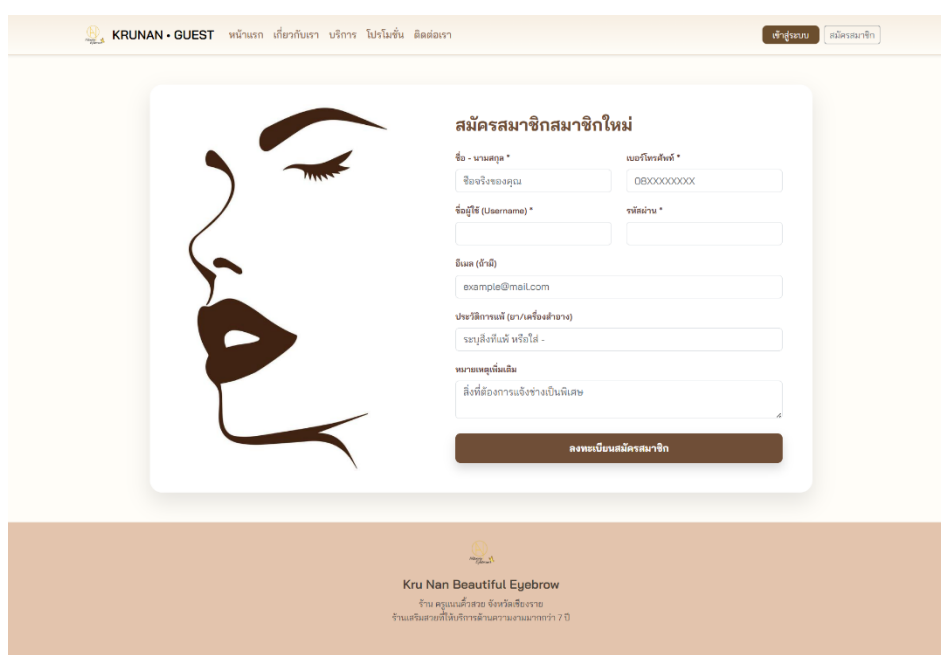 KRUNAN • GUEST หน้าแรก เกี่ยวกับเรา บริการ โปรโมชั่น ติดต่อเรา เข้าสู่ระบบ สมัครสมาชิก
สมัครสมาชิกสมาชิกใหม่
ชื่อ - นามสกุล * เบอร์โทรศัพท์ *
ชื่อจริงของคุณ 08XXXXXXXX
ชื่อผู้ใช้ (Username) * รหัสผ่าน *
อีเมล (ถ้ามี)
example@mail.com
ประวัติการแพ้ (ยา/เครื่องสำอาง)
ระบุสิ่งที่แพ้ หรือใส่ -
หมายเหตุเพิ่มเติม
สิ่งที่ต้องการแจ้งช่างเป็นพิเศษ
ลงทะเบียนสมัครสมาชิก
Kru Nan Beautiful Eyebrow
ร้าน ครูแนนคิ้วสวย จังหวัดเชียงราย
ร้านเสริมสวยที่ให้บริการด้านความงามมากกว่า 7 ปี